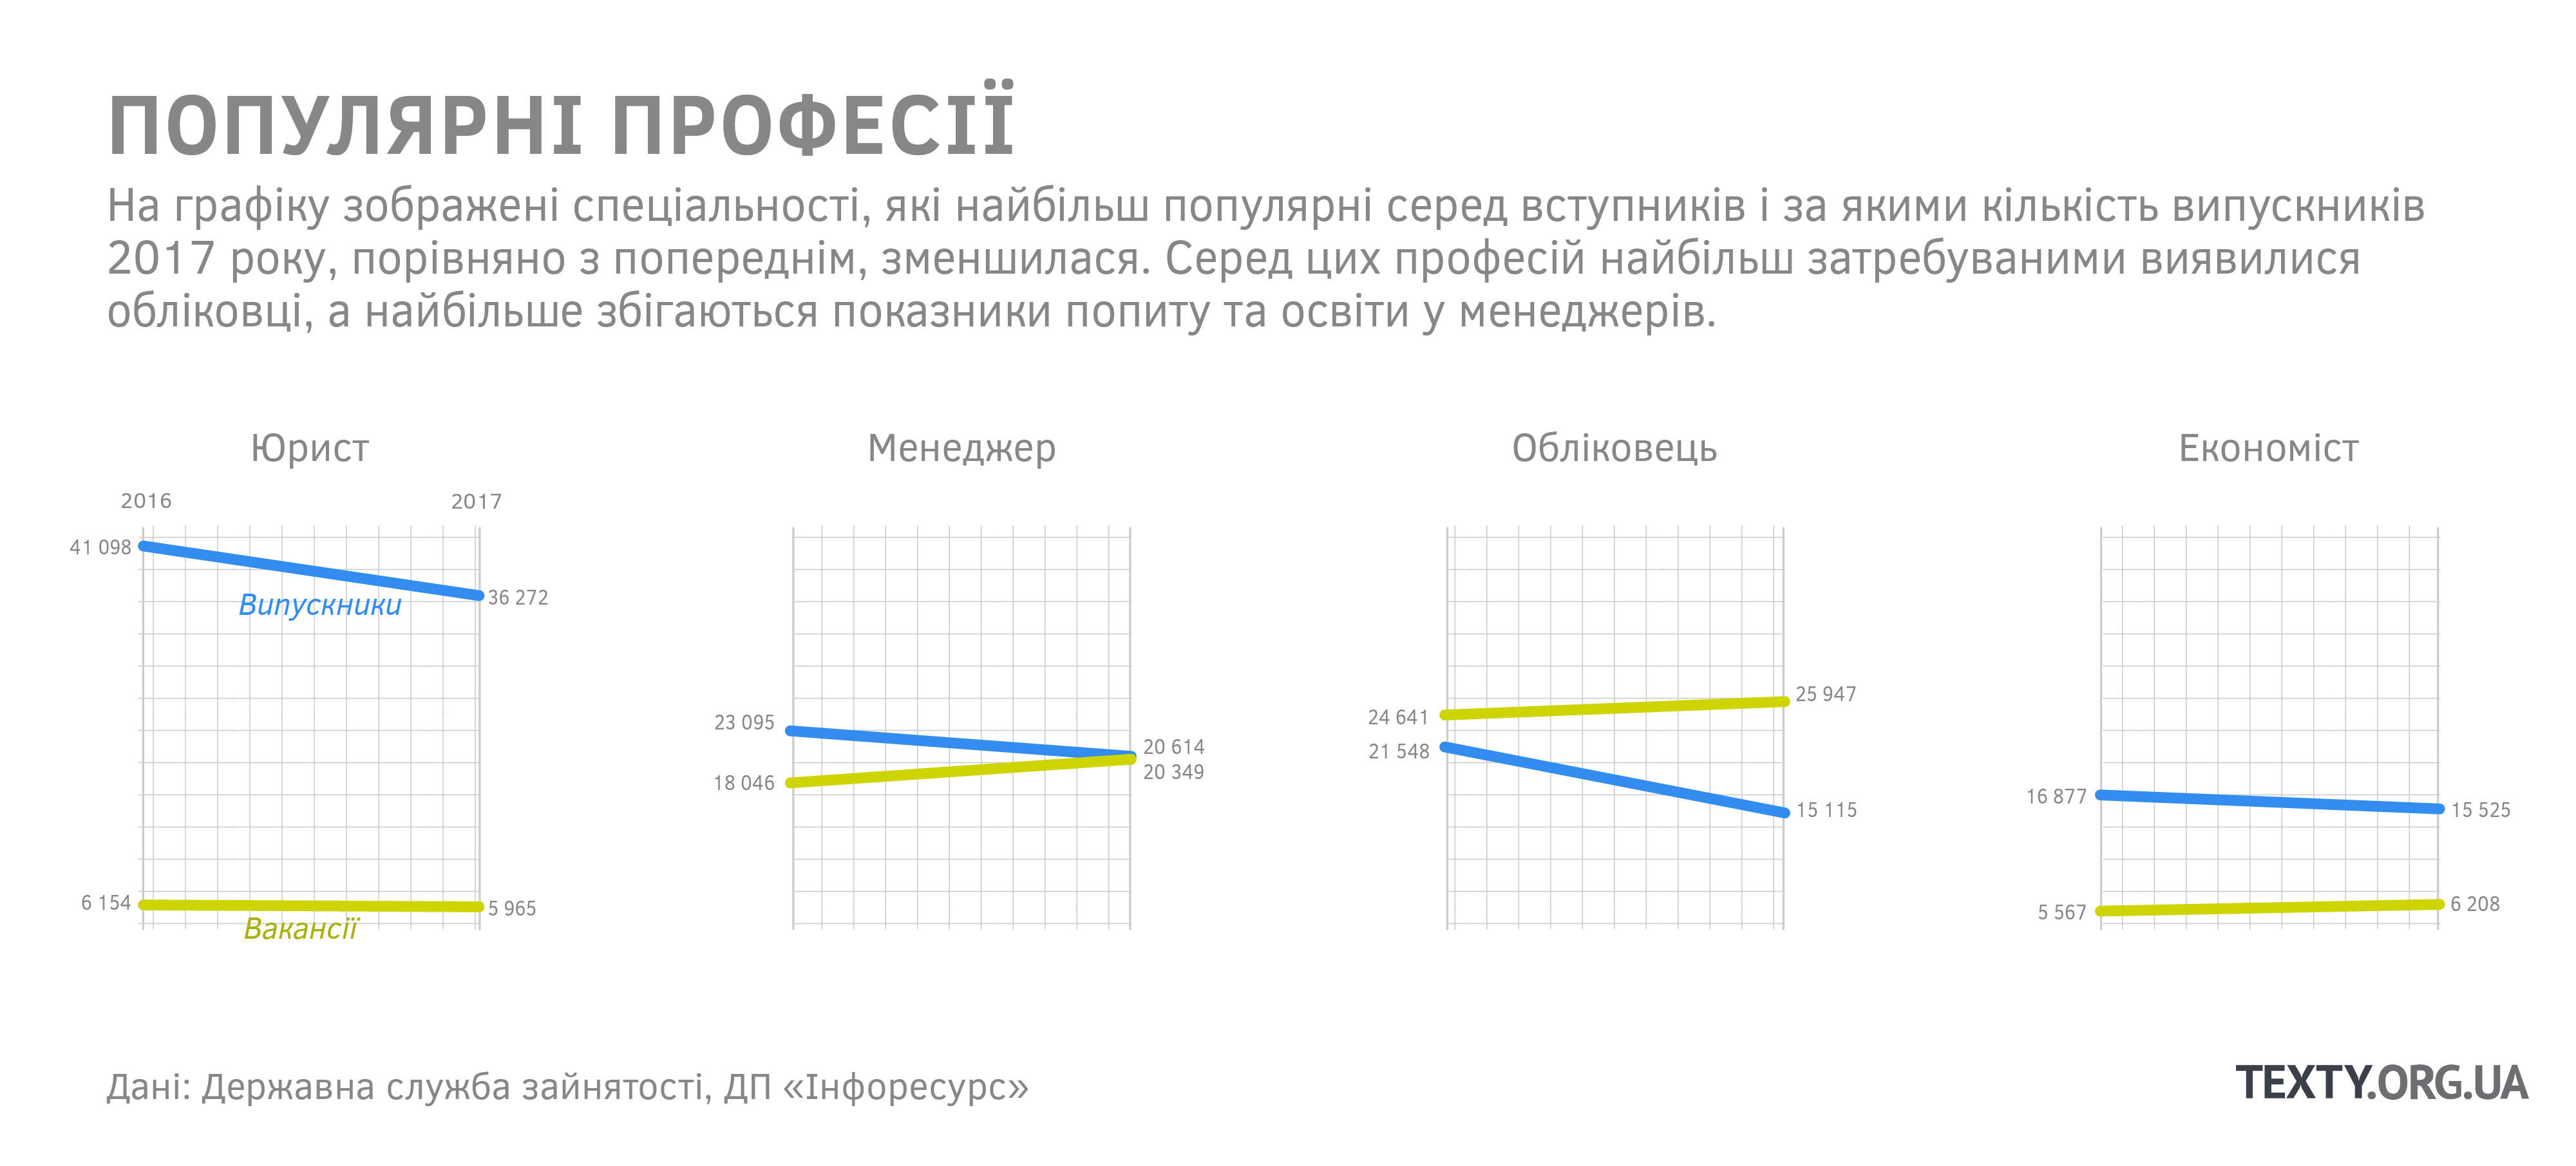 ПОПУЛЯРНІ ПРОФЕСІЇ
На графіку зображені спеціальності, які найбільш популярні серед вступників і за якими кількість випускників
2017 року, порівняно з попереднім, зменшилася. Серед цих професій найбільш затребуваними виявилися
обліковці, а найбільше збігаються показники попиту та освіти у менеджерів.
Юрист
2016
2017
41 098
36 272
Випускники
6 154
5 965
Вакансії
Менеджер
23 095
20 614
18 046
20 349
Обліковець
24 641
25 947
21 548
15 115
Економіст
16 877
15 525
5 567
6 208
Дані: Державна служба зайнятості, ДП «Інфоресурс»
TEXTY.ORG.UA